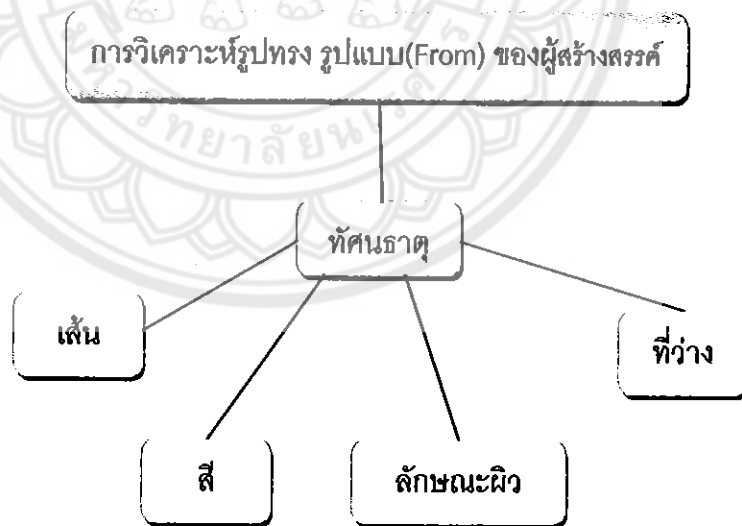 การวิเคราะห์รูปทรง รูปแบบ(From) ของผู้สร้างสรรค์
ทัศนธาตุ
เส้น
ที่ว่าง
สี
ลักษณะผิว